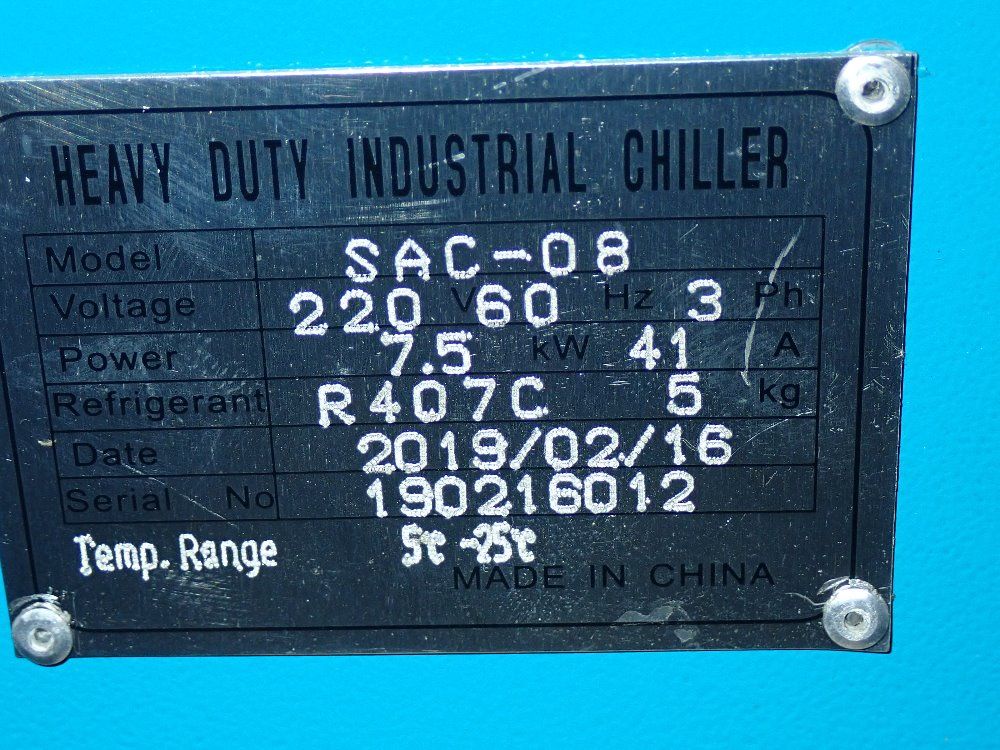 HEAVY DUTY INDUSTRIAL CHILLER
Model SAC-08
Voltage 220 V 60 Hz 3 Ph
Power 7.5 kW 41 A
Refrigerant R407C 5 kg
Date 2019/02/16
Serial No 190216012
Temp. Range 5℃ -25℃
MADE IN CHINA